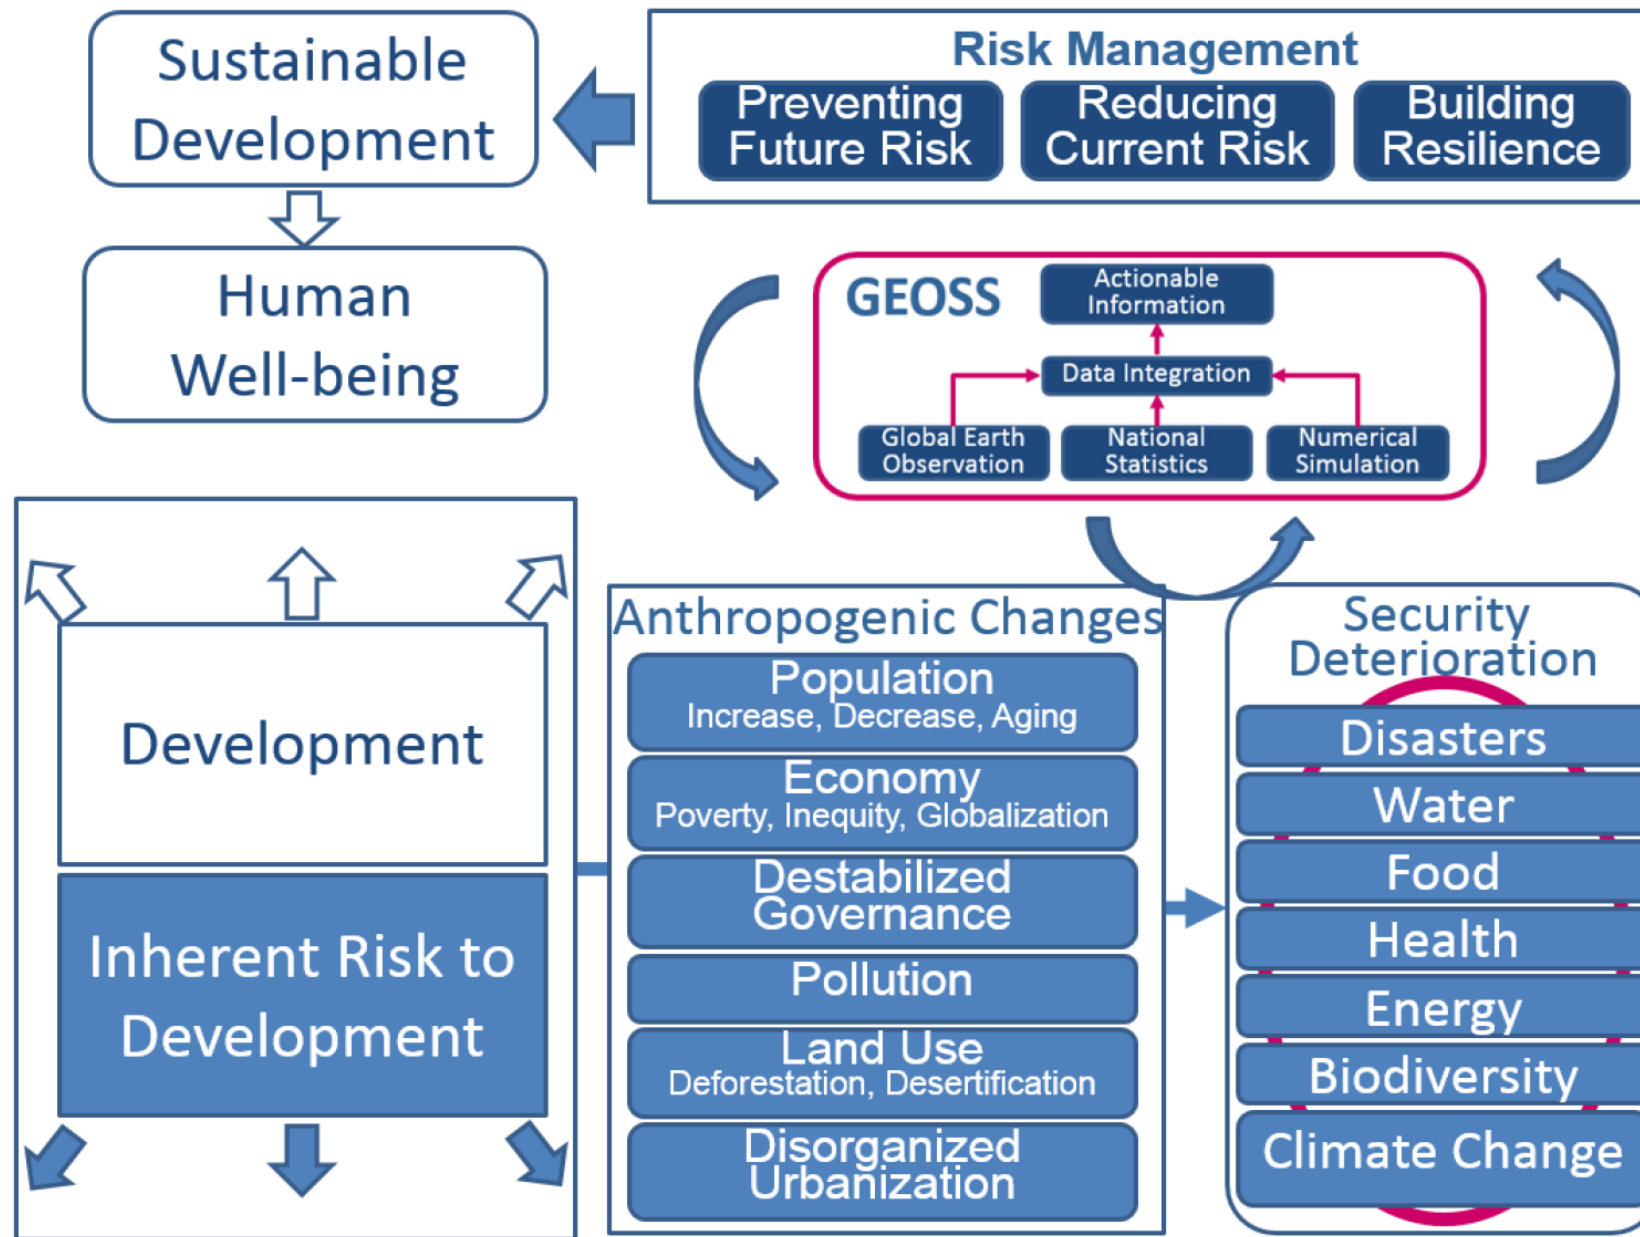 Sustainable
Development
Risk Management
Preventing
Future Risk
Reducing
Current Risk
Building
Resilience
Human
Well-being
GEOSS
Actionable
Information
Data Integration
Global Earth
Observation
National
Statistics
Numerical
Simulation
Development
Inherent Risk to
Development
Anthropogenic Changes
Population
Increase, Decrease, Aging
Economy
Poverty, Inequity, Globalization
Destabilized
Governance
Pollution
Land Use
Deforestation, Desertification
Disorganized
Urbanization
Security
Deterioration
Disasters
Water
Food
Health
Energy
Biodiversity
Climate Change